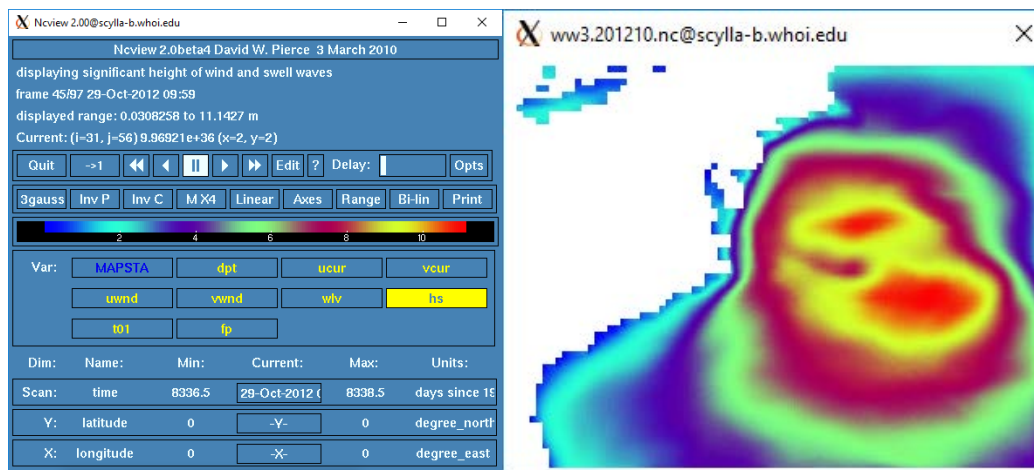 Ncview 2.00@scylla-b.whoi.edu
Ncview 2.0beta4 David W. Pierce 3 March 2010
displaying significant height of wind and swell waves
frame 45/97 29-Oct-2012 09:59
displayed range: 0.0308258 to 11.1427 m
Current: (i=31, j=56) 9.96921e+36 (x=2, y=2)
Quit ->1 Edit ? Delay: Opts
3gauss Inv P Inv C M X4 Linear Axes Range Bi-lin Print
2 4 6 8 10
Var: MAPSTA dpt ucur vcur
uwnd vwnd wlv hs
t01 fp
Dim: Name: Min: Current: Max: Units:
Scan: time 8336.5 29-Oct-2012 8338.5 days since 19
Y: latitude 0 -Y- 0 degree_north
X: longitude 0 -X- 0 degree_east
ww3.201210.nc@scylla-b.whoi.edu